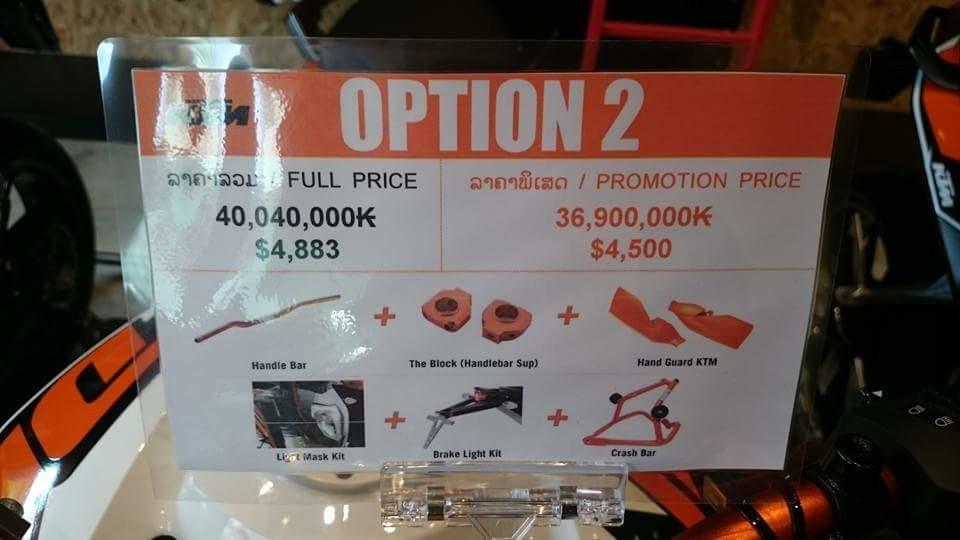 KTM
OPTION 2
ລາຄາລວມ / FULL PRICE
40,040,000₭
$4,883
ລາຄາພິເສດ / PROMOTION PRICE
36,900,000₭
$4,500
Handle Bar
The Block (Handlebar Sup)
Hand Guard KTM
Light Mask Kit
Brake Light Kit
Crash Bar
KTM